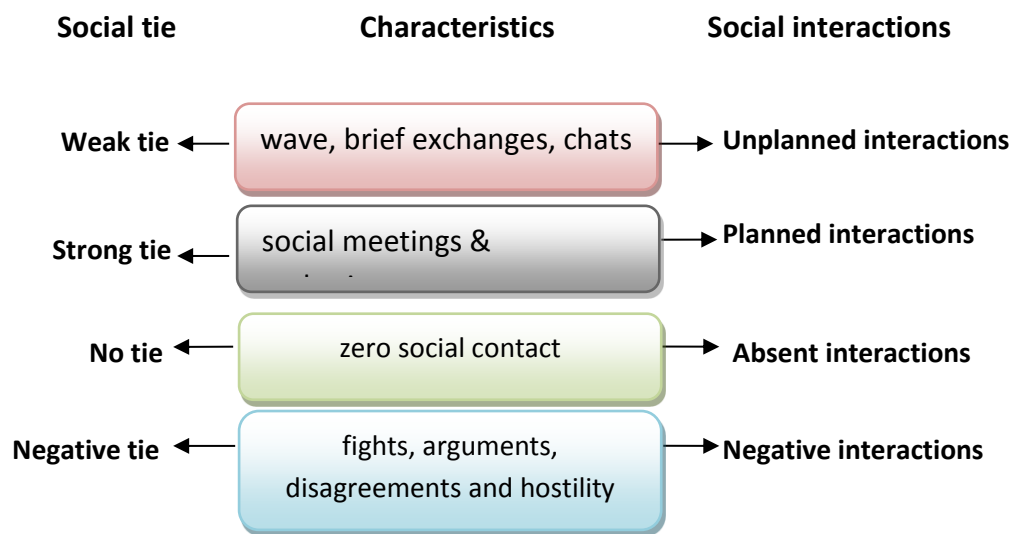 Social tie Characteristics Social interactions
Weak tie wave, brief exchanges, chats Unplanned interactions
Strong tie social meetings & Planned interactions
No tie zero social contact Absent interactions
Negative tie fights, arguments, Negative interactions
disagreements and hostility